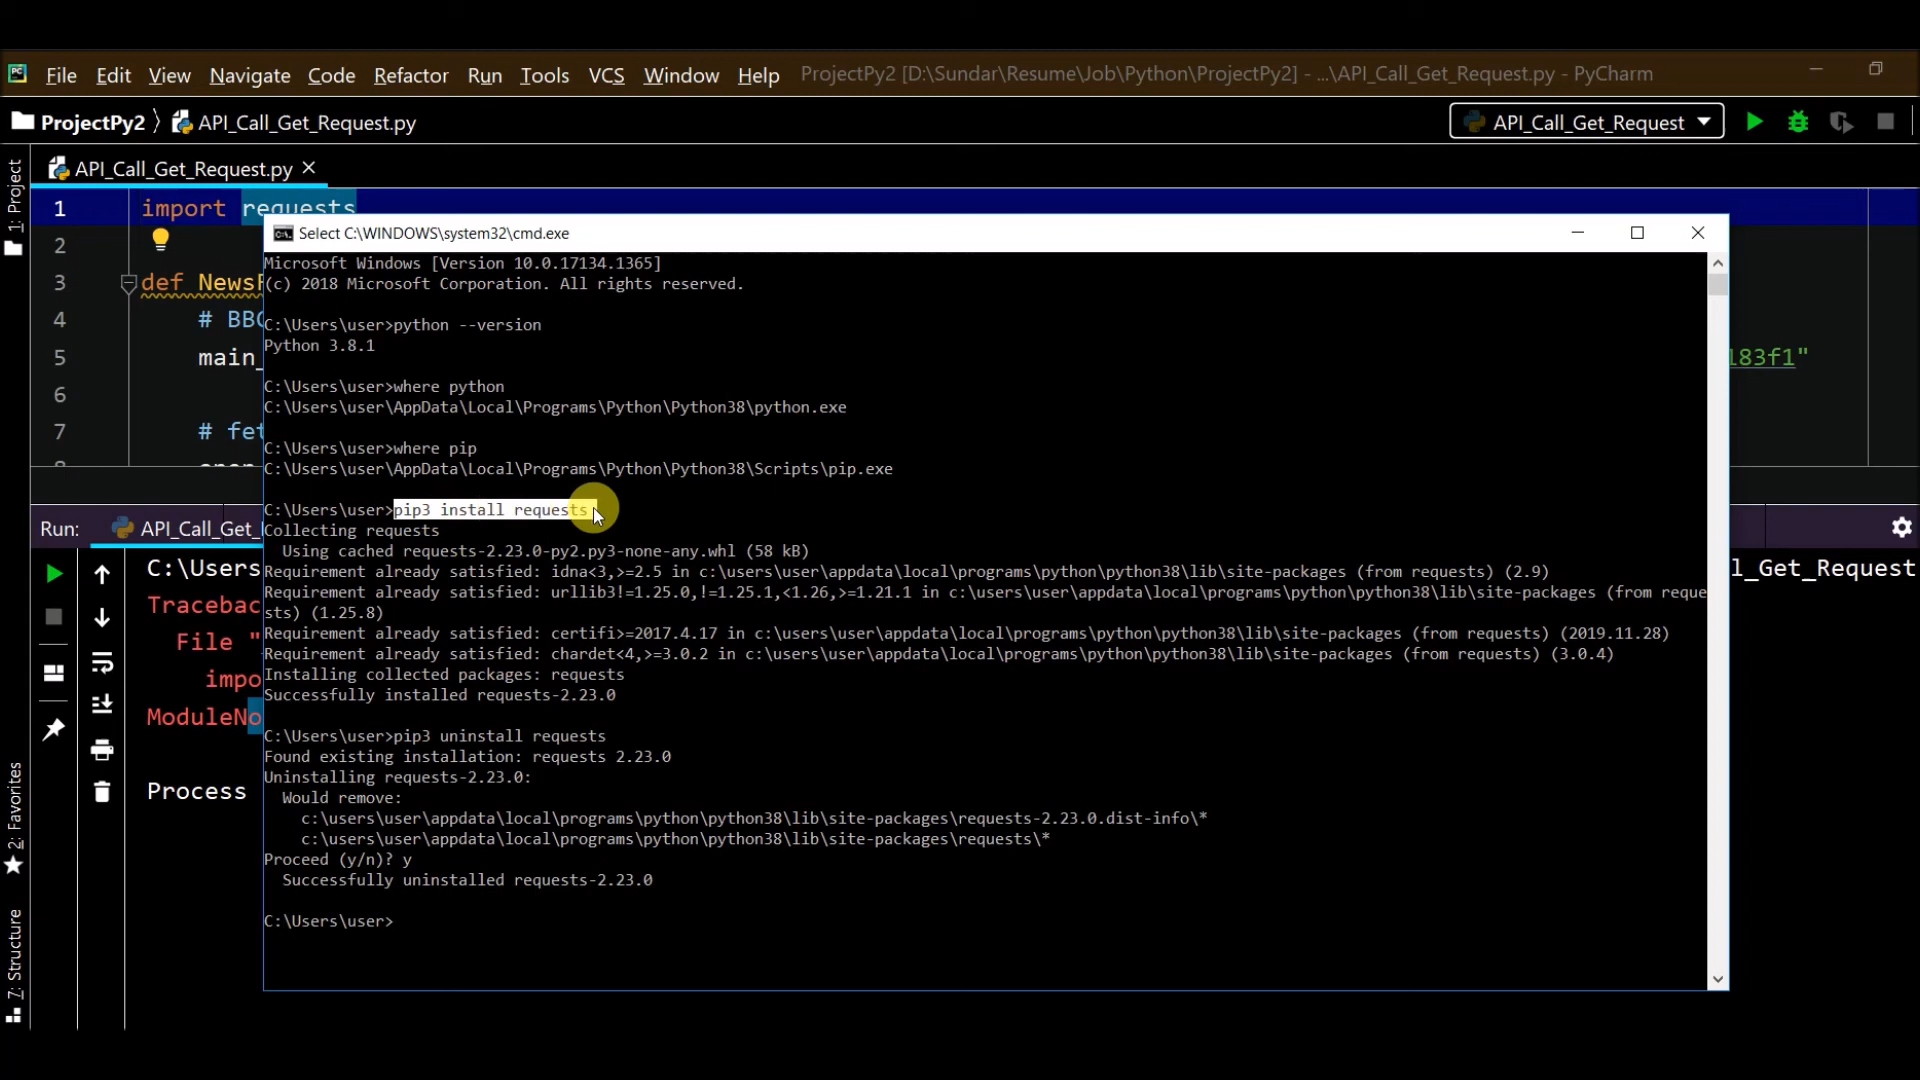 File Edit View Navigate Code Refactor Run Tools VCS Window Help ProjectPy2 [D:\Sundar\Resume\Job\Python\ProjectPy2] - ...\API_Call_Get_Request.py - PyCharm
ProjectPy2 API_Call_Get_Request.py API_Call_Get_Request
API_Call_Get_Request.py
1: Project
1 import requests
2
3 def News
4 # BBC
5 main_ 183f1"
6
7 # fet
8
Select C:\WINDOWS\system32\cmd.exe
Microsoft Windows [Version 10.0.17134.1365]
(c) 2018 Microsoft Corporation. All rights reserved.
C:\Users\user>python --version
Python 3.8.1
C:\Users\user>where python
C:\Users\user\AppData\Local\Programs\Python\Python38\python.exe
C:\Users\user>where pip
C:\Users\user\AppData\Local\Programs\Python\Python38\Scripts\pip.exe
C:\Users\user>pip3 install requests
Collecting requests
Using cached requests-2.23.0-py2.py3-none-any.whl (58 kB)
Requirement already satisfied: idna<3,>=2.5 in c:\users\user\appdata\local\programs\python\python38\lib\site-packages (from requests) (2.9)
Requirement already satisfied: urllib3!=1.25.0,!=1.25.1,<1.26,>=1.21.1 in c:\users\user\appdata\local\programs\python\python38\lib\site-packages (from reque
sts) (1.25.8)
Requirement already satisfied: certifi>=2017.4.17 in c:\users\user\appdata\local\programs\python\python38\lib\site-packages (from requests) (2019.11.28)
Requirement already satisfied: chardet<4,>=3.0.2 in c:\users\user\appdata\local\programs\python\python38\lib\site-packages (from requests) (3.0.4)
Installing collected packages: requests
Successfully installed requests-2.23.0
C:\Users\user>pip3 uninstall requests
Found existing installation: requests 2.23.0
Uninstalling requests-2.23.0:
Would remove:
c:\users\user\appdata\local\programs\python\python38\lib\site-packages\requests-2.23.0.dist-info\*
c:\users\user\appdata\local\programs\python\python38\lib\site-packages\requests\*
Proceed (y/n)? y
Successfully uninstalled requests-2.23.0
C:\Users\user>
Run: API_Call_Get_
C:\Users l_Get_Request
Tracebac
File "
impo
ModuleNo
Process
2: Favorites
7: Structure